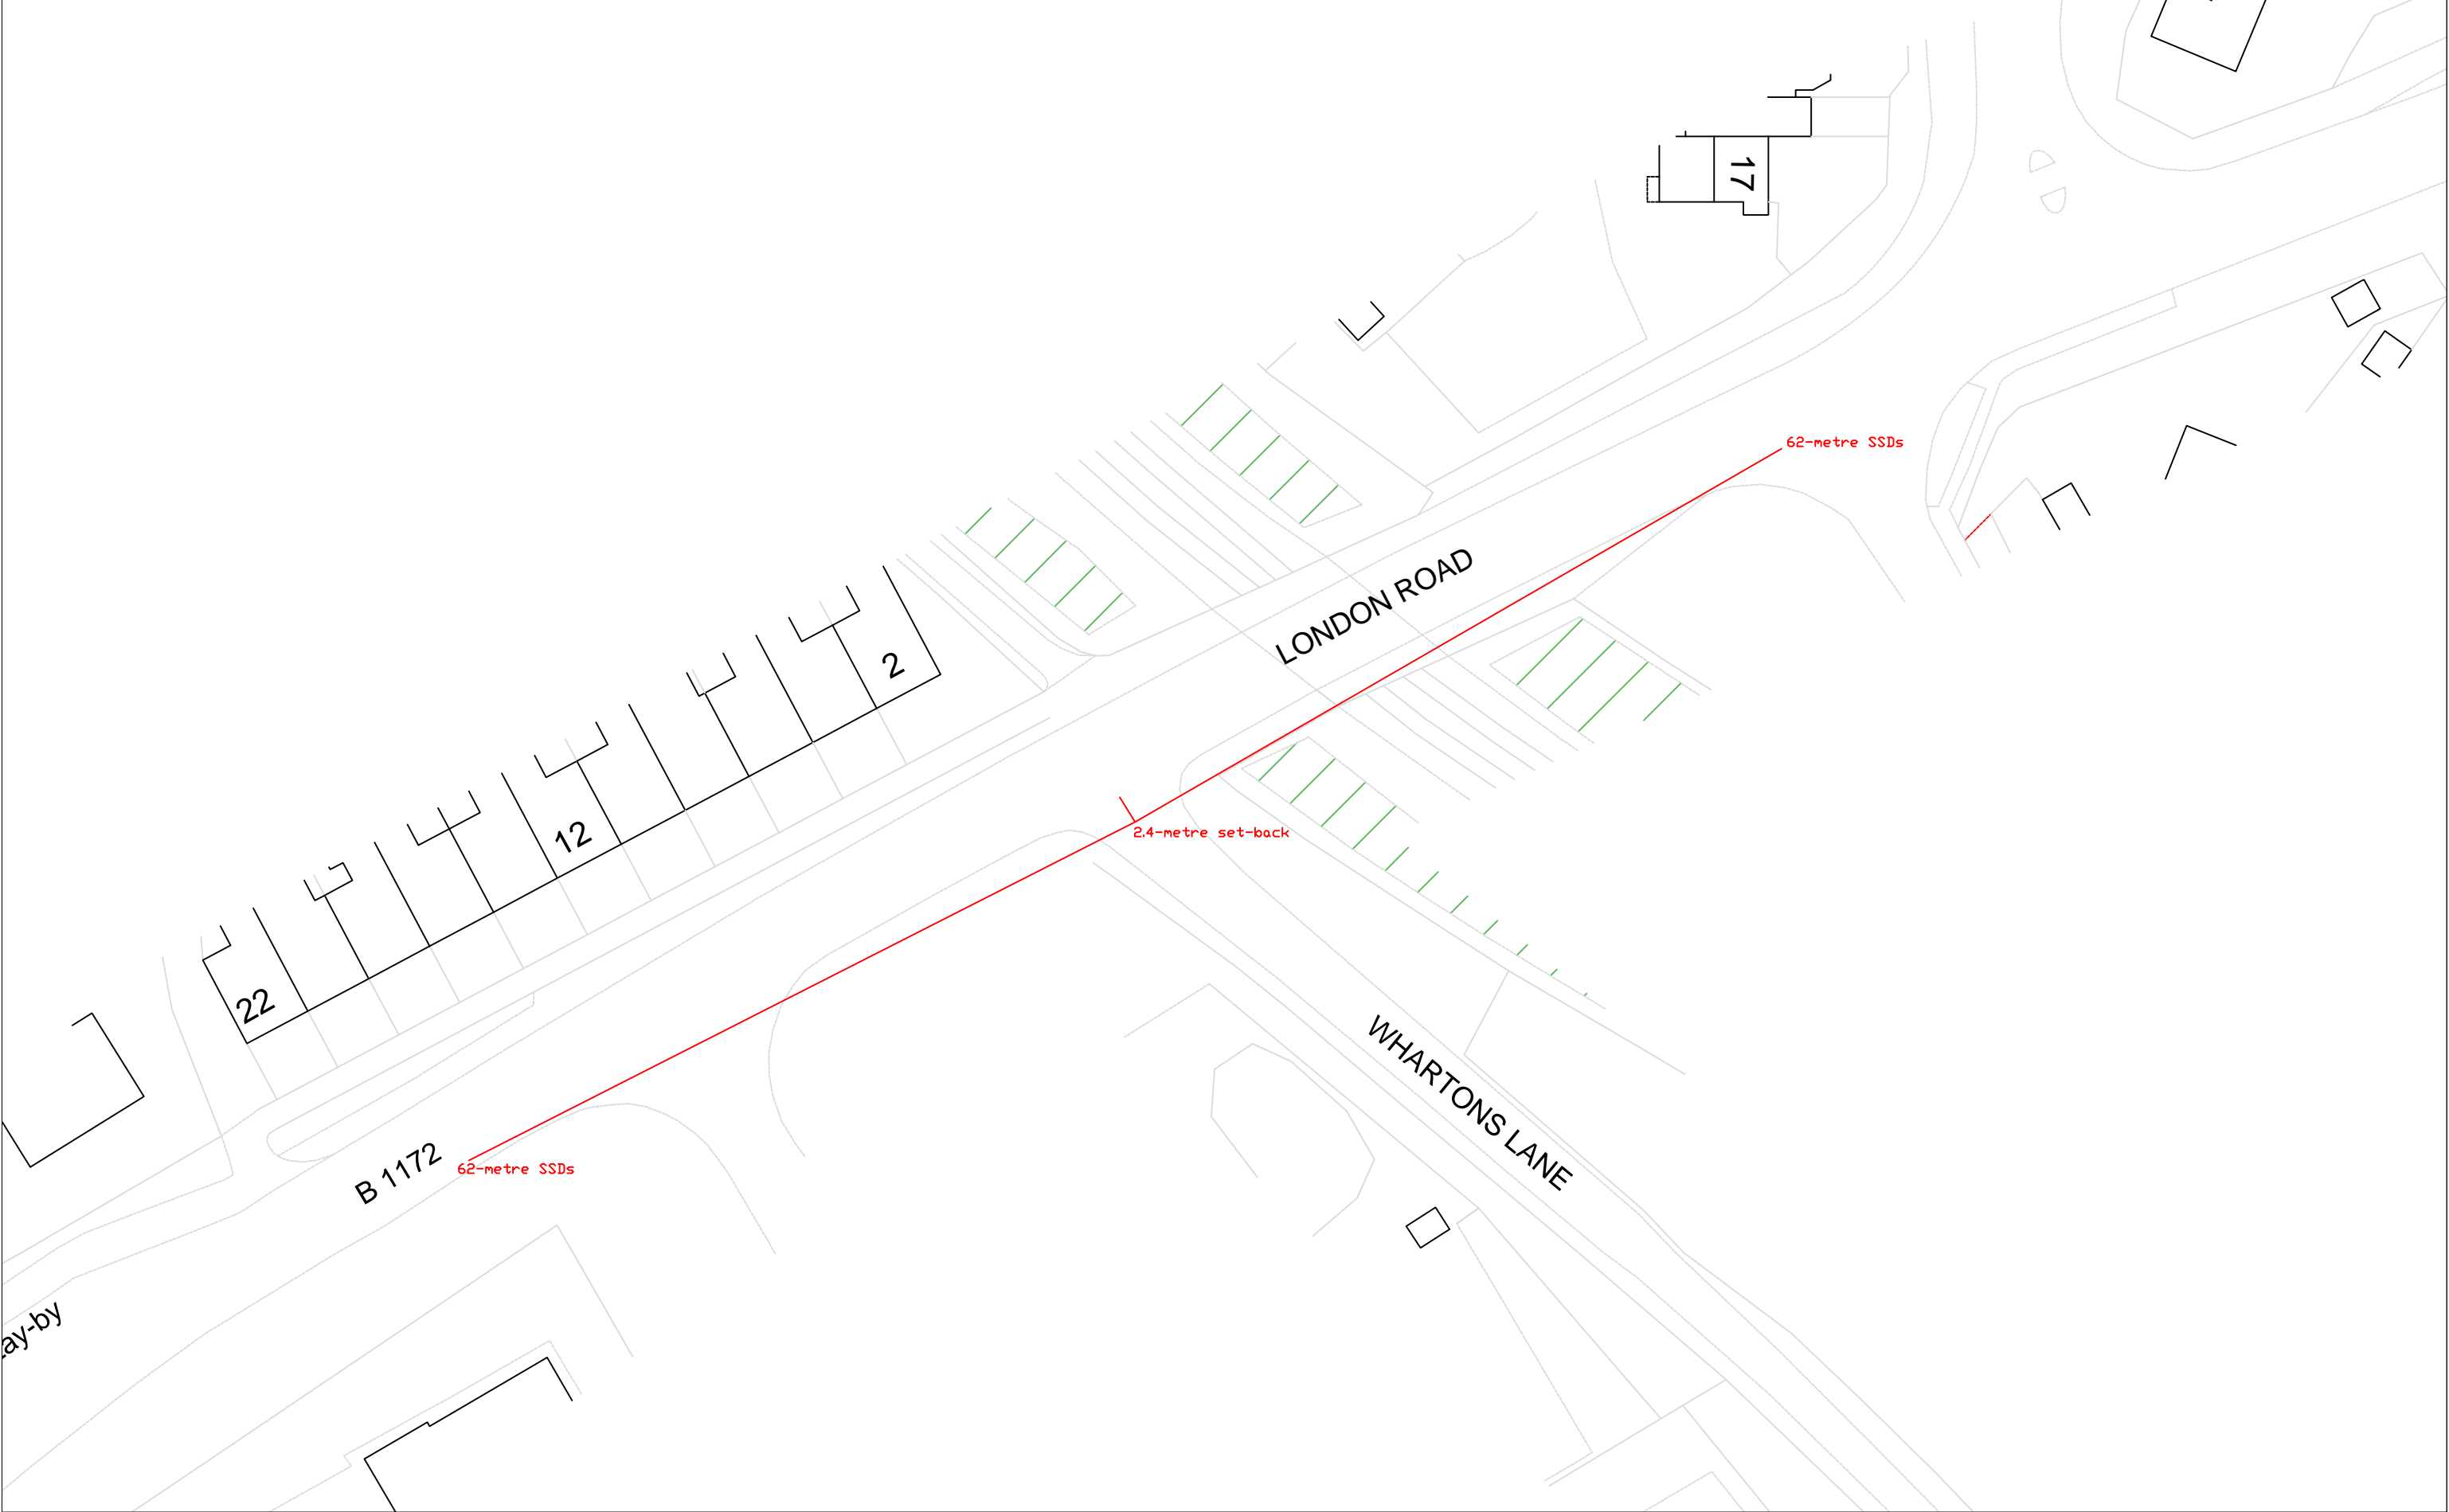 17
62-metre SSDs
LONDON ROAD
2
12
2.4-metre set-back
22
WHARTONS LANE
B 1172
62-metre SSDs
ay-by